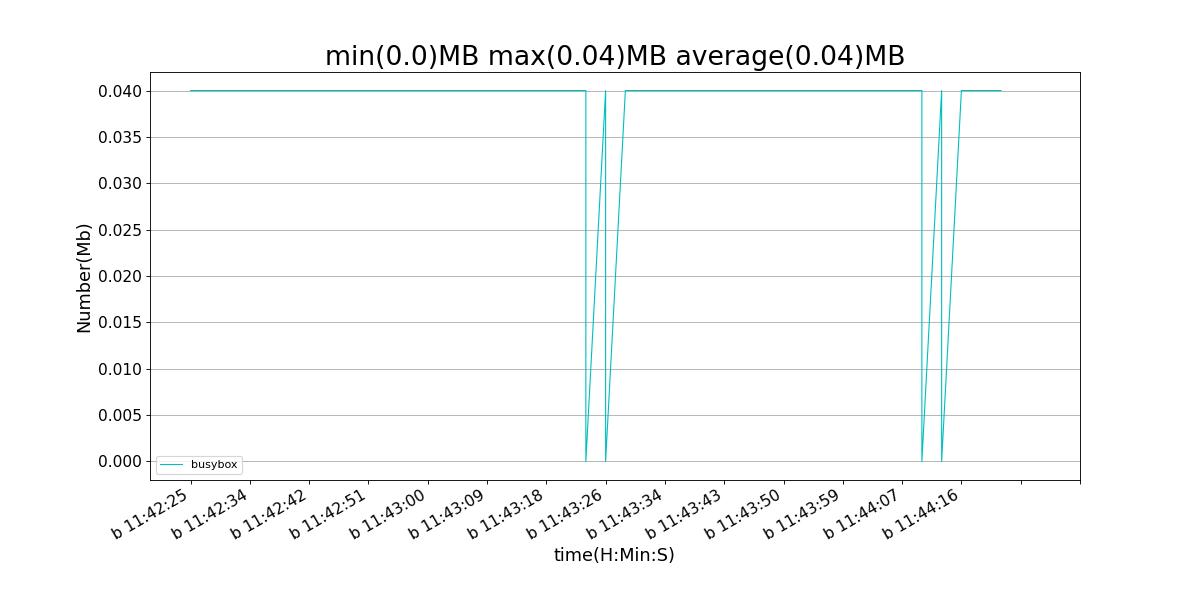 min(0.0)MB max(0.04)MB average(0.04)MB
0.040
0.035
0.030
0.025
0.020
0.015
0.010
0.005
0.000
Number(Mb)
busybox
b 11:42:25
b 11:42:34
b 11:42:42
b 11:42:51
b 11:43:00
b 11:43:09
b 11:43:18
b 11:43:26
b 11:43:34
b 11:43:43
b 11:43:50
b 11:43:59
b 11:44:07
b 11:44:16
time(H:Min:S)